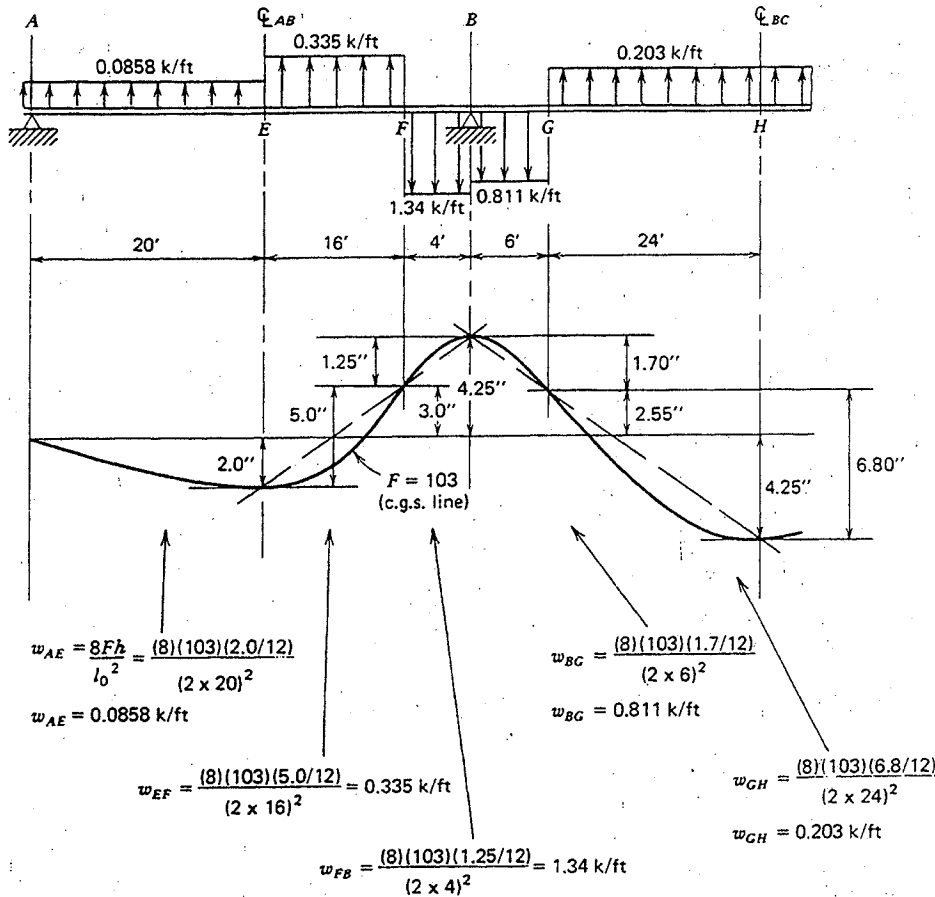 A ℄AB B ℄BC
0.0858 k/ft
0.335 k/ft
0.203 k/ft
E F G H
1.34 k/ft
0.811 k/ft
20' 16' 4' 6' 24'
1.25"
5.0"
3.0"
4.25"
1.70"
2.55"
2.0"
F = 103
(c.g.s. line)
4.25"
6.80"
w_AE = 8Fh / l₀² = (8)(103)(2.0/12) / (2 x 20)²
w_AE = 0.0858 k/ft
w_BG = (8)(103)(1.7/12) / (2 x 6)²
w_BG = 0.811 k/ft
w_EF = (8)(103)(5.0/12) / (2 x 16)² = 0.335 k/ft
w_GH = (8)(103)(6.8/12) / (2 x 24)²
w_GH = 0.203 k/ft
w_FB = (8)(103)(1.25/12) / (2 x 4)² = 1.34 k/ft